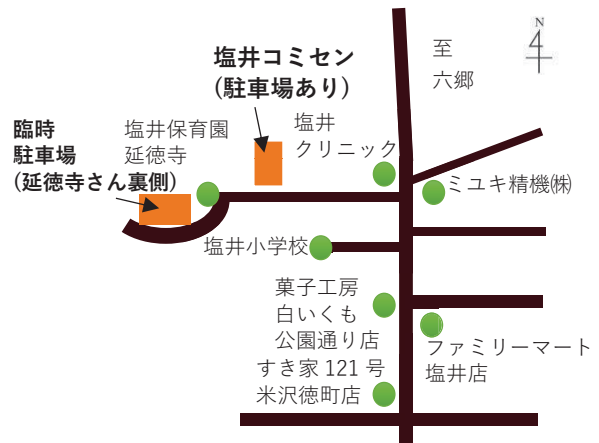 N
至
六郷
塩井コミセン
(駐車場あり)
臨時
駐車場
(延徳寺さん裏側)
塩井保育園
延徳寺
塩井
クリニック
ミユキ精機㈱
塩井小学校
菓子工房
白いくも
公園通り店
すき家 121 号
米沢徳町店
ファミリーマート
塩井店